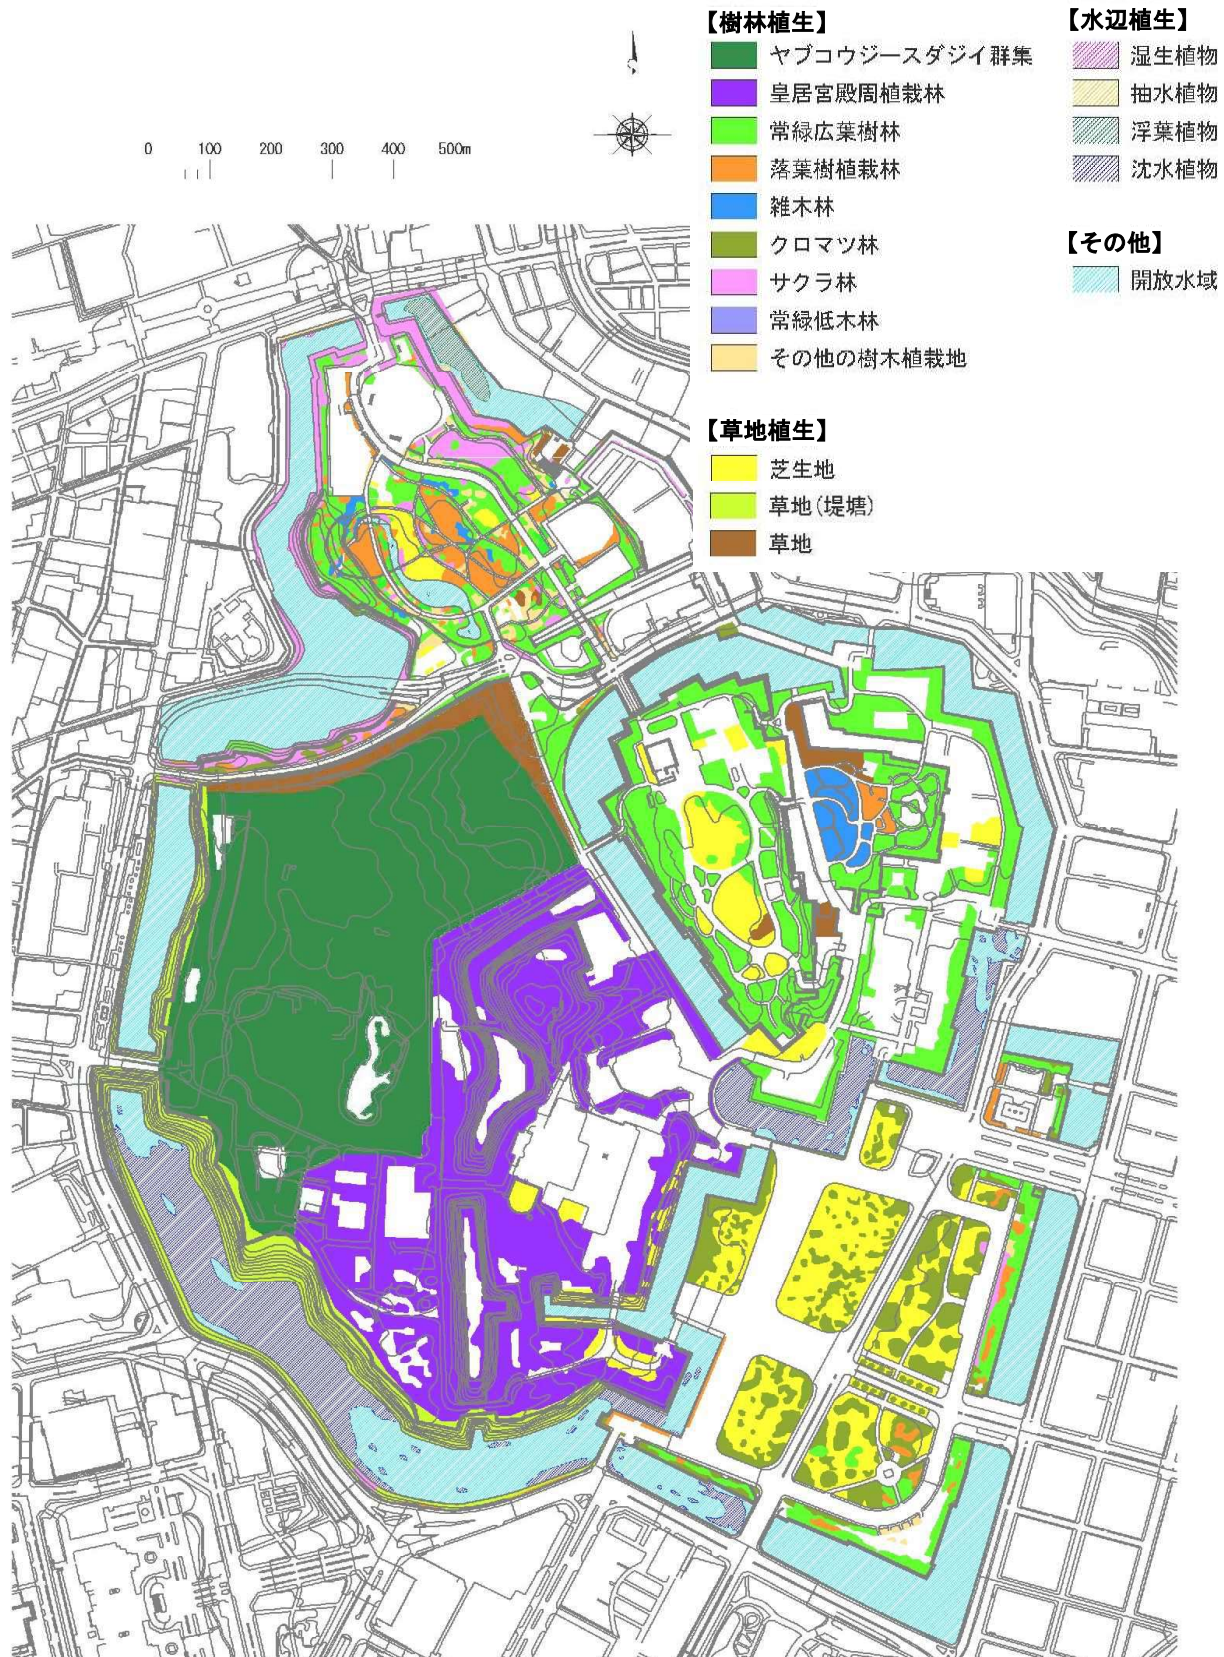 【樹林植生】
ヤブコウジースダジイ群集
皇居宮殿周植栽林
常緑広葉樹林
落葉樹植栽林
雑木林
クロマツ林
サクラ林
常緑低木林
その他の樹木植栽地
【草地植生】
芝生地
草地(堤塘)
草地
【水辺植生】
湿生植物
抽水植物
浮葉植物
沈水植物
【その他】
開放水域
0 100 200 300 400 500m